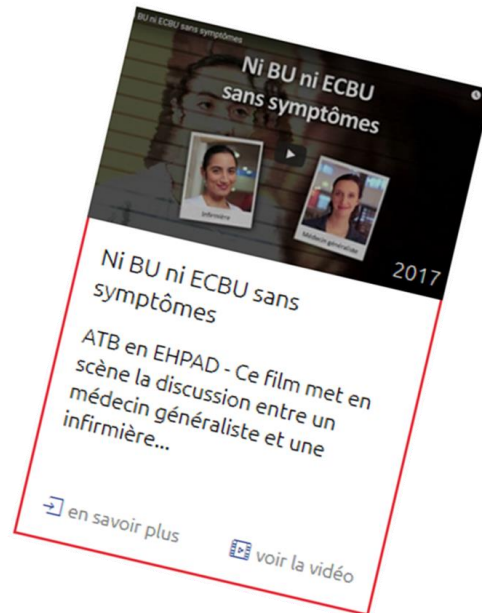 BU ni ECBU sans symptômes
Ni BU ni ECBU
sans symptômes
Infirmière
Médecin généraliste
2017
Ni BU ni ECBU sans
symptômes
ATB en EHPAD - Ce film met en
scène la discussion entre un
médecin généraliste et une
infirmière...
en savoir plus
voir la vidéo